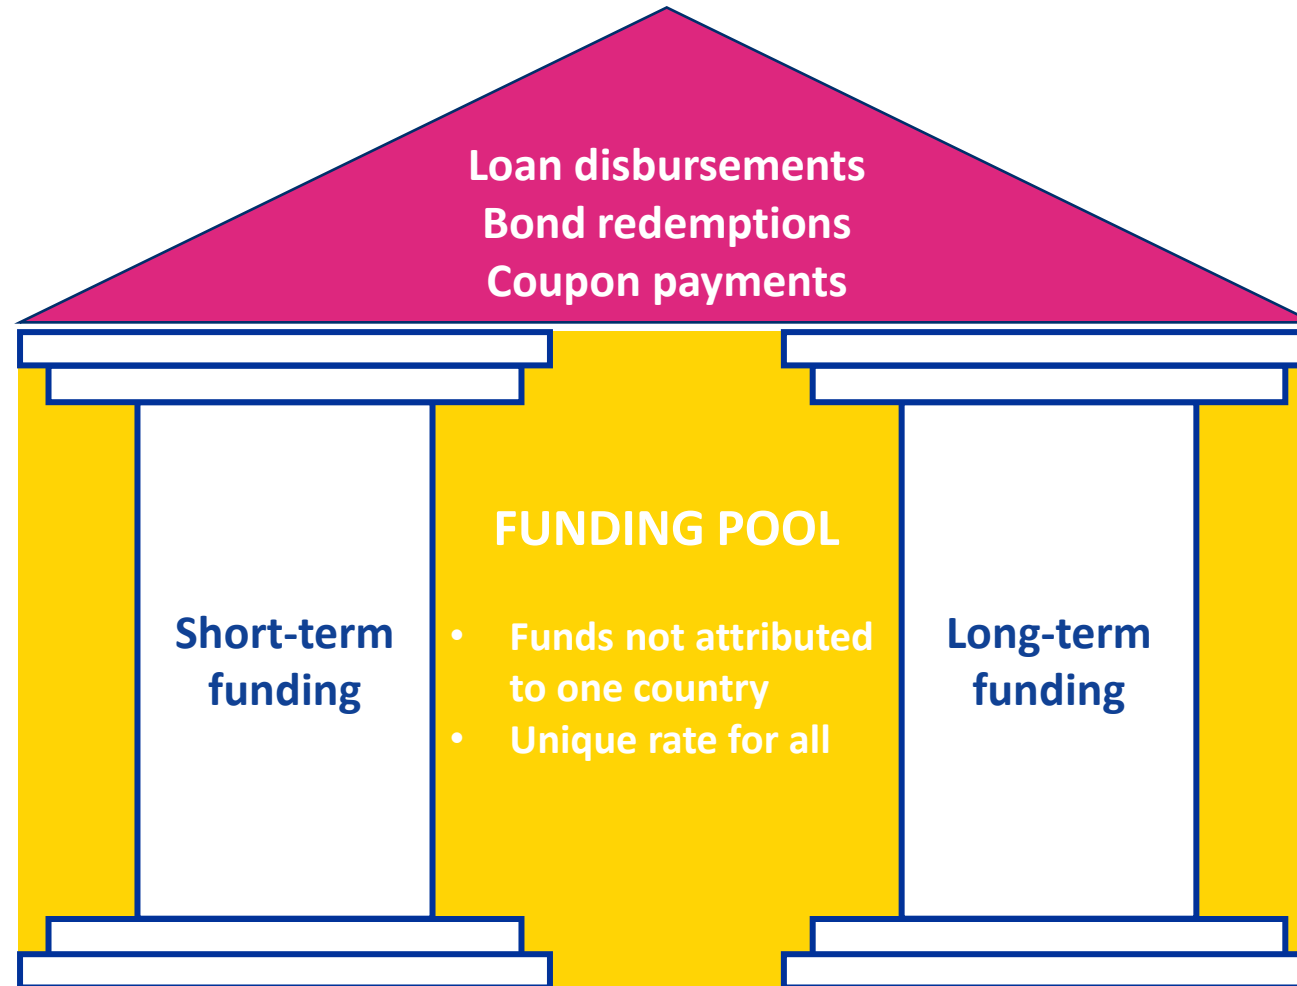 Loan disbursements
Bond redemptions
Coupon payments
FUNDING POOL
Short-term
funding
• Funds not attributed
to one country
• Unique rate for all
Long-term
funding